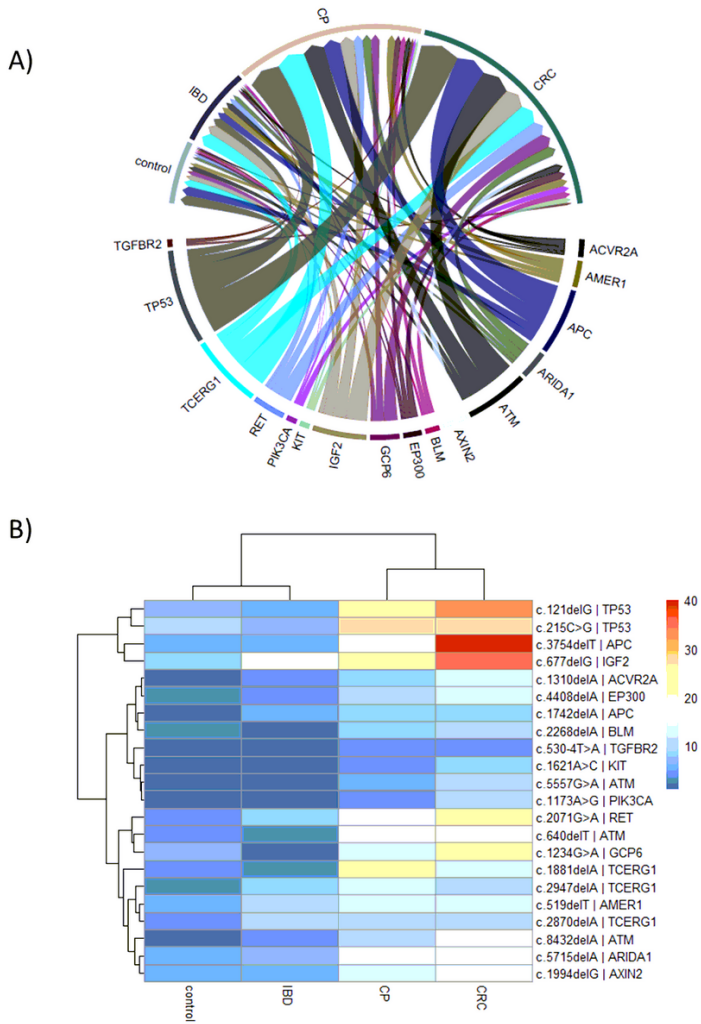 A)
CP
CRC
IBD
control
TGFBR2
TP53
TCERG1
RET
PIK3CA
KIT
IGF2
GCP6
EP300
BLM
AXIN2
ATM
ARIDA1
APC
AMER1
ACVR2A
B)
c.121delG | TP53
c.215C>G | TP53
c.3754delT | APC
c.677delG | IGF2
c.1310delA | ACVR2A
c.4408delA | EP300
c.1742delA | APC
c.2268delA | BLM
c.530-4T>A | TGFBR2
c.1621A>C | KIT
c.5557G>A | ATM
c.1173A>G | PIK3CA
c.2071G>A | RET
c.640delT | ATM
c.1234G>A | GCP6
c.1881delA | TCERG1
c.2947delA | TCERG1
c.519delT | AMER1
c.2870delA | TCERG1
c.8432delA | ATM
c.5715delA | ARIDA1
c.1994delG | AXIN2
40
30
20
10
control
IBD
CP
CRC